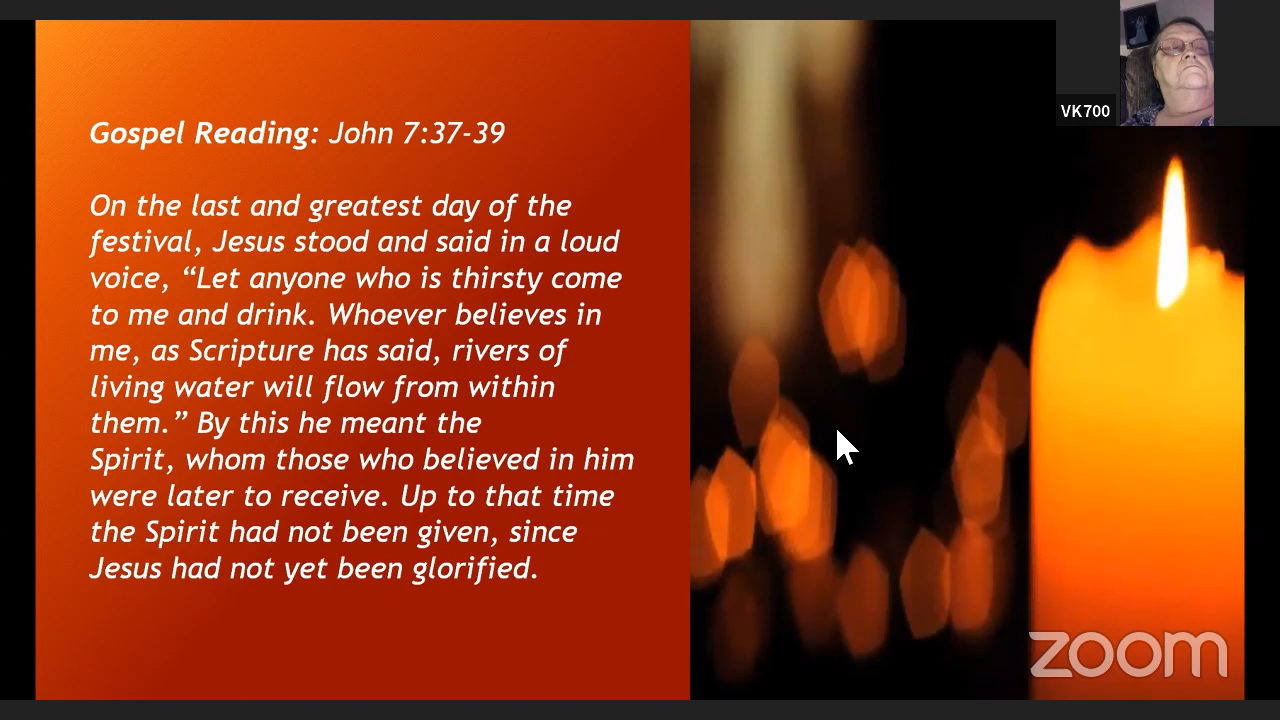 Gospel Reading: John 7:37-39
On the last and greatest day of the
festival, Jesus stood and said in a loud
voice, “Let anyone who is thirsty come
to me and drink. Whoever believes in
me, as Scripture has said, rivers of
living water will flow from within
them.” By this he meant the
Spirit, whom those who believed in him
were later to receive. Up to that time
the Spirit had not been given, since
Jesus had not yet been glorified.
VK700
zoom